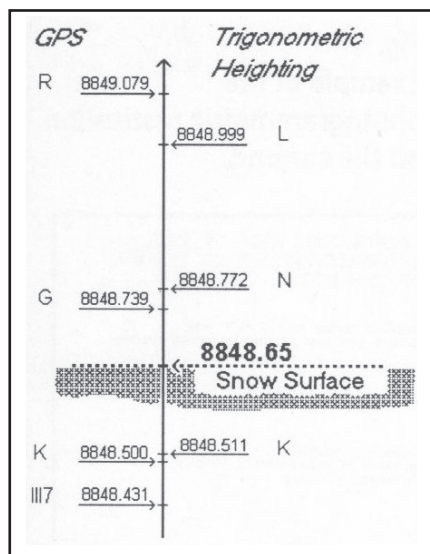 GPS Trigonometric Heighting
R 8849.079
8848.999 L
8848.772 N
G 8848.739
8848.65
Snow Surface
K 8848.500 8848.511 K
III7 8848.431